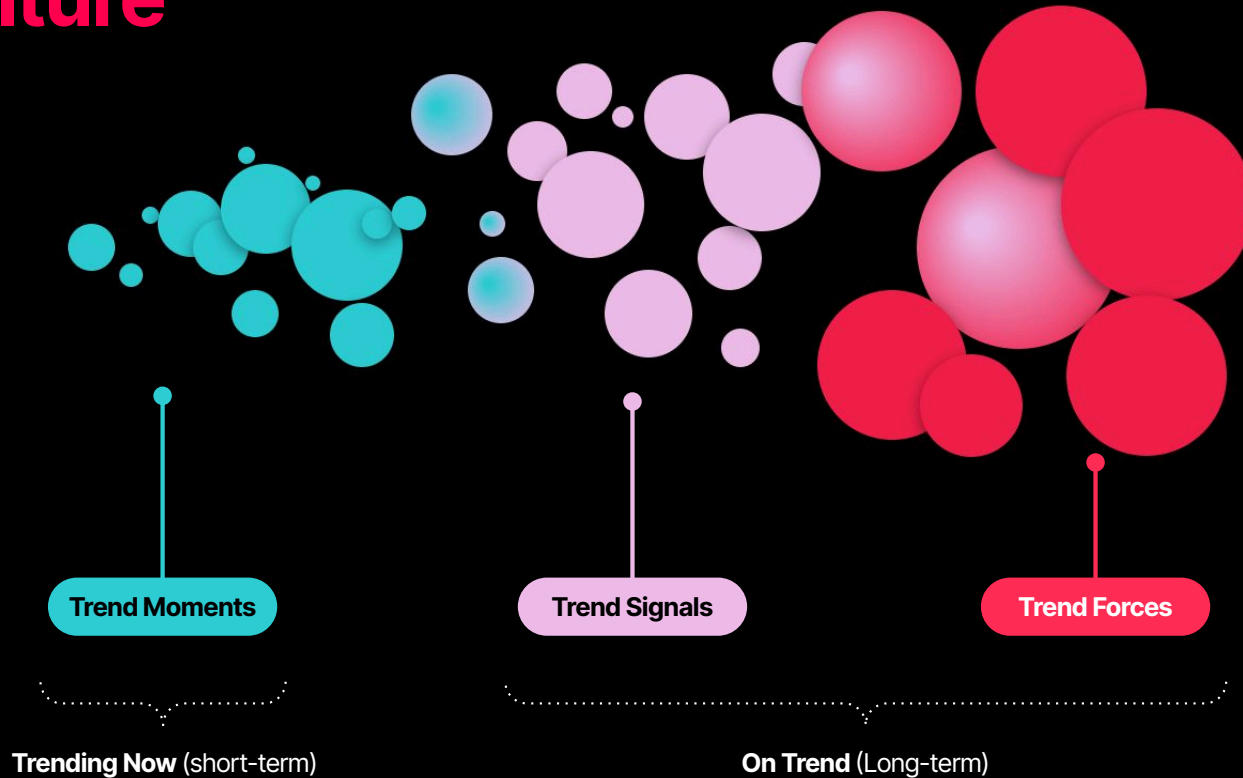 Trend Moments
Trend Signals
Trend Forces
Trending Now (short-term)
On Trend (Long-term)